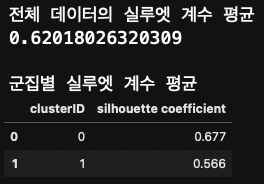 전체 데이터의 실루엣 계수 평균
0.62018026320309
군집별 실루엣 계수 평균
clusterID silhouette coefficient
0 0 0.677
1 1 0.566